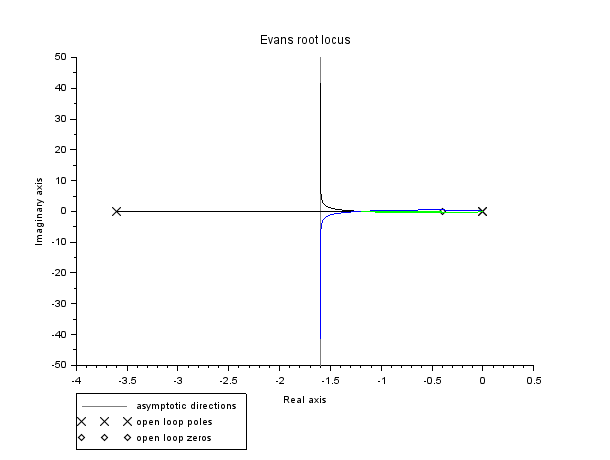 Evans root locus
50
40
30
20
10
0
-10
-20
-30
-40
-50
Imaginary axis
-4 -3.5 -3 -2.5 -2 -1.5 -1 -0.5 0 0.5
Real axis
asymptotic directions
open loop poles
open loop zeros